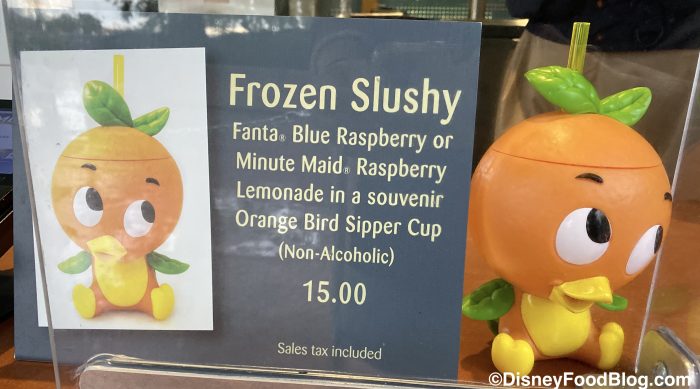 Frozen Slushy
Fanta® Blue Raspberry or
Minute Maid® Raspberry
Lemonade in a souvenir
Orange Bird Sipper Cup
(Non-Alcoholic)
15.00
Sales tax included
©DisneyFoodBlog.com